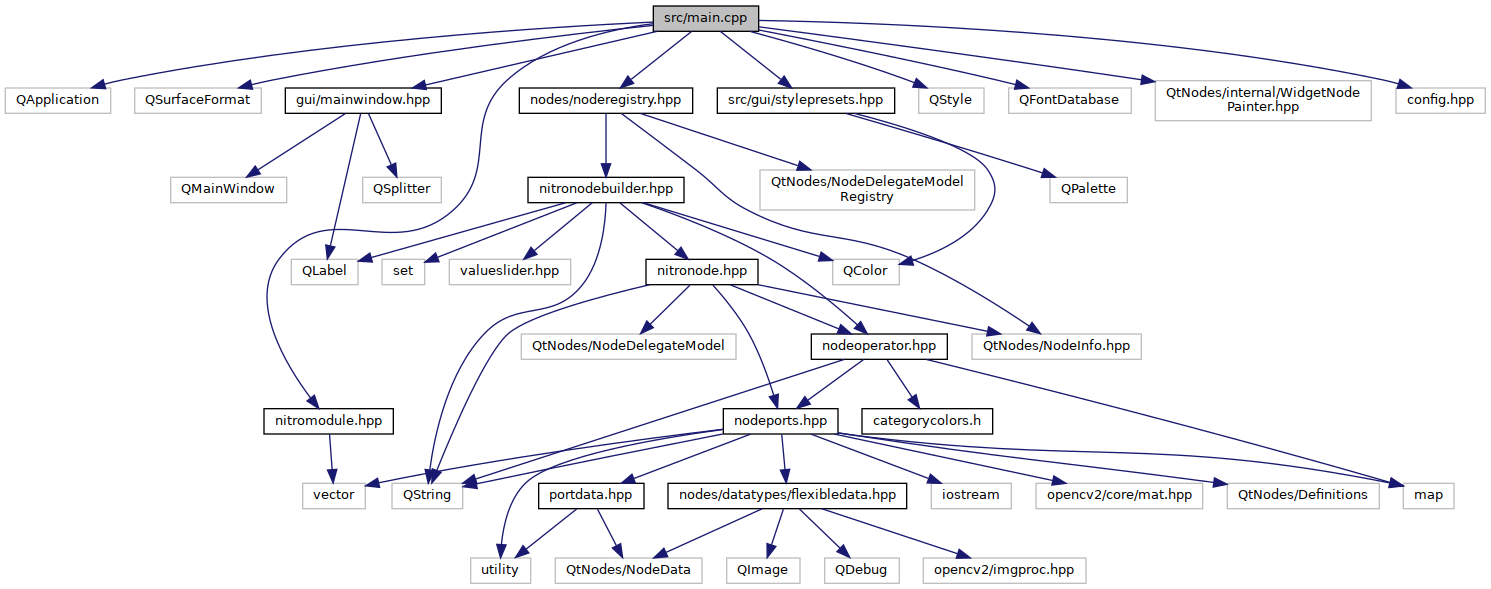 src/main.cpp
QApplication
QSurfaceFormat
gui/mainwindow.hpp
nodes/noderegistry.hpp
src/gui/stylepresets.hpp
QStyle
QFontDatabase
QtNodes/internal/WidgetNode
Painter.hpp
config.hpp
QMainWindow
QSplitter
nitronodebuilder.hpp
QtNodes/NodeDelegateModel
Registry
QPalette
QLabel
set
valueslider.hpp
nitronode.hpp
QColor
QtNodes/NodeDelegateModel
nodeoperator.hpp
QtNodes/NodeInfo.hpp
nitromodule.hpp
nodeports.hpp
categorycolors.h
vector
QString
portdata.hpp
nodes/datatypes/flexibledata.hpp
iostream
opencv2/core/mat.hpp
QtNodes/Definitions
map
utility
QtNodes/NodeData
QImage
QDebug
opencv2/imgproc.hpp